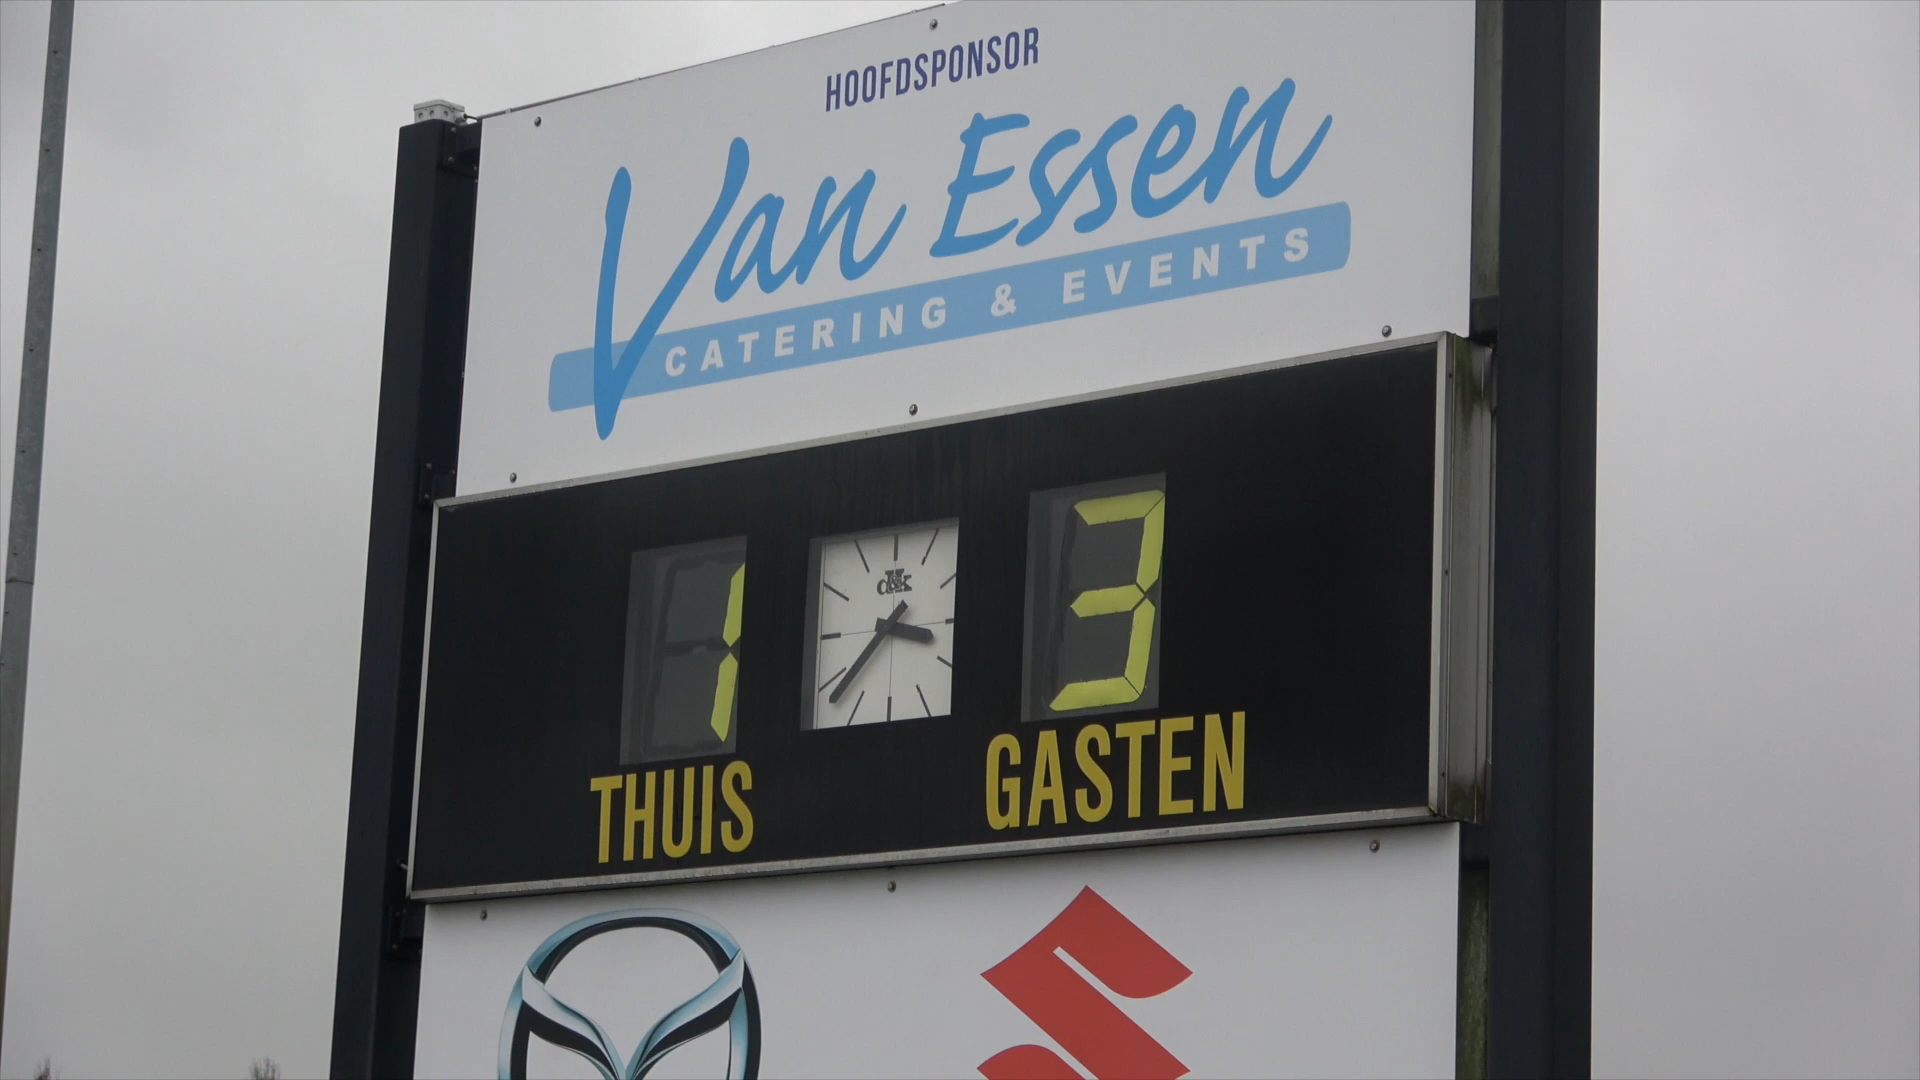 HOOFDSPONSOR
Van Essen
CATERING & EVENTS
1 3
THUIS GASTEN